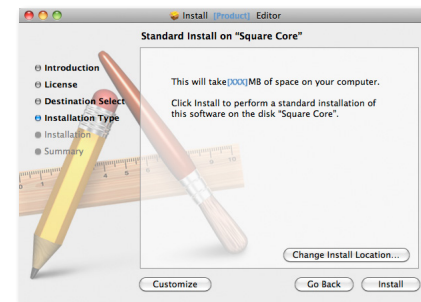 Install [Product] Editor
Standard Install on “Square Core”
Introduction
License
Destination Select
Installation Type
Installation
Summary
This will take[XXX]MB of space on your computer.
Click Install to perform a standard installation of
this software on the disk “Square Core”.
Change Install Location...
Customize
Go Back
Install